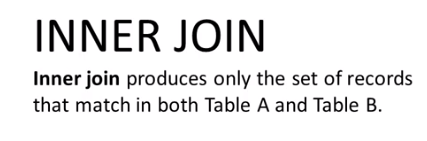 INNER JOIN
Inner join produces only the set of records
that match in both Table A and Table B.